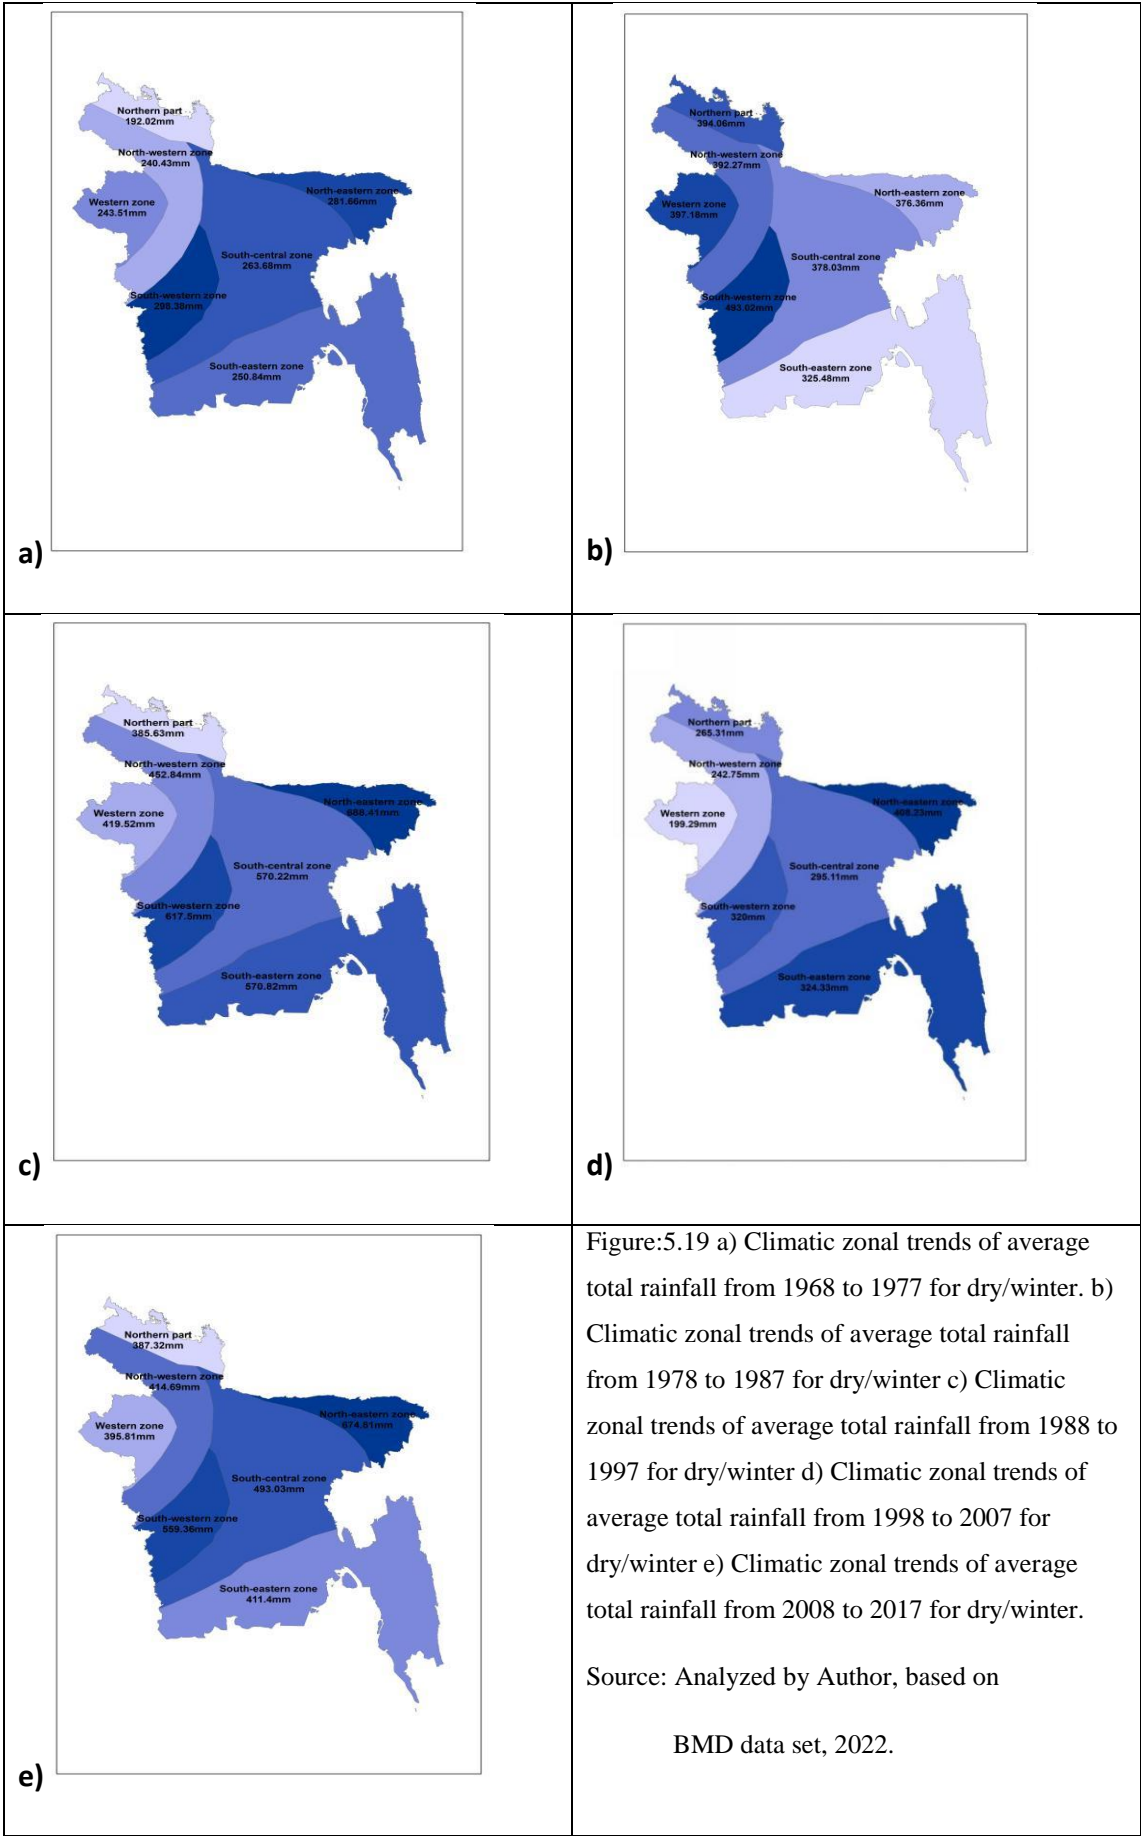 Northern part
192.02mm
North-western zone
240.43mm
Western zone
243.51mm
North-eastern zone
281.66mm
South-central zone
263.68mm
South-western zone
298.38mm
South-eastern zone
250.84mm
a)
Northern part
394.06mm
North-western zone
392.27mm
Western zone
397.18mm
North-eastern zone
376.36mm
South-central zone
378.03mm
South-western zone
493.02mm
South-eastern zone
325.48mm
b)
Northern part
385.63mm
North-western zone
452.84mm
Western zone
419.52mm
North-eastern zone
South-central zone
570.22mm
South-western zone
617.5mm
South-eastern zone
570.82mm
c)
Northern part
265.31mm
North-western zone
242.75mm
Western zone
199.29mm
North-eastern zone
South-central zone
295.11mm
South-western zone
320mm
South-eastern zone
324.33mm
d)
Northern part
387.32mm
North-western zone
414.69mm
Western zone
395.81mm
North-eastern zone
674.81mm
South-central zone
493.03mm
South-western zone
559.36mm
South-eastern zone
411.4mm
e)
Figure:5.19 a) Climatic zonal trends of average
total rainfall from 1968 to 1977 for dry/winter. b)
Climatic zonal trends of average total rainfall
from 1978 to 1987 for dry/winter c) Climatic
zonal trends of average total rainfall from 1988 to
1997 for dry/winter d) Climatic zonal trends of
average total rainfall from 1998 to 2007 for
dry/winter e) Climatic zonal trends of average
total rainfall from 2008 to 2017 for dry/winter.
Source: Analyzed by Author, based on
BMD data set, 2022.